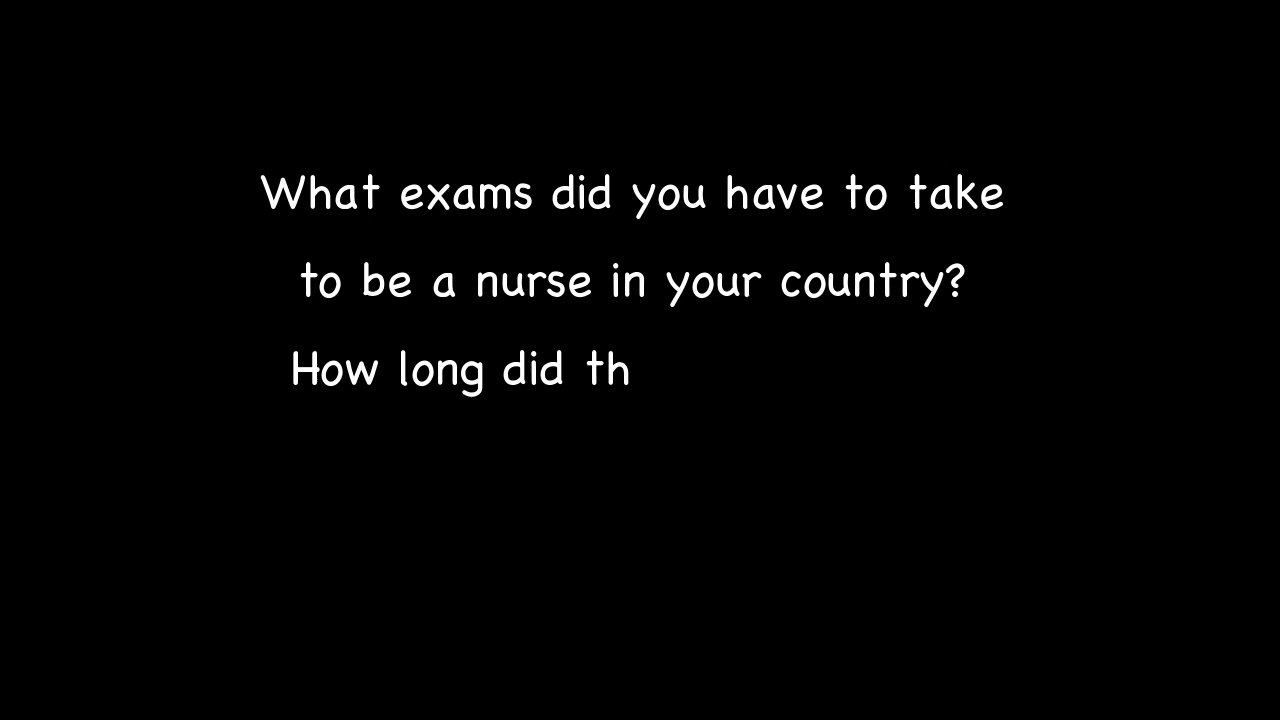 What exams did you have to take
to be a nurse in your country?
How long did th